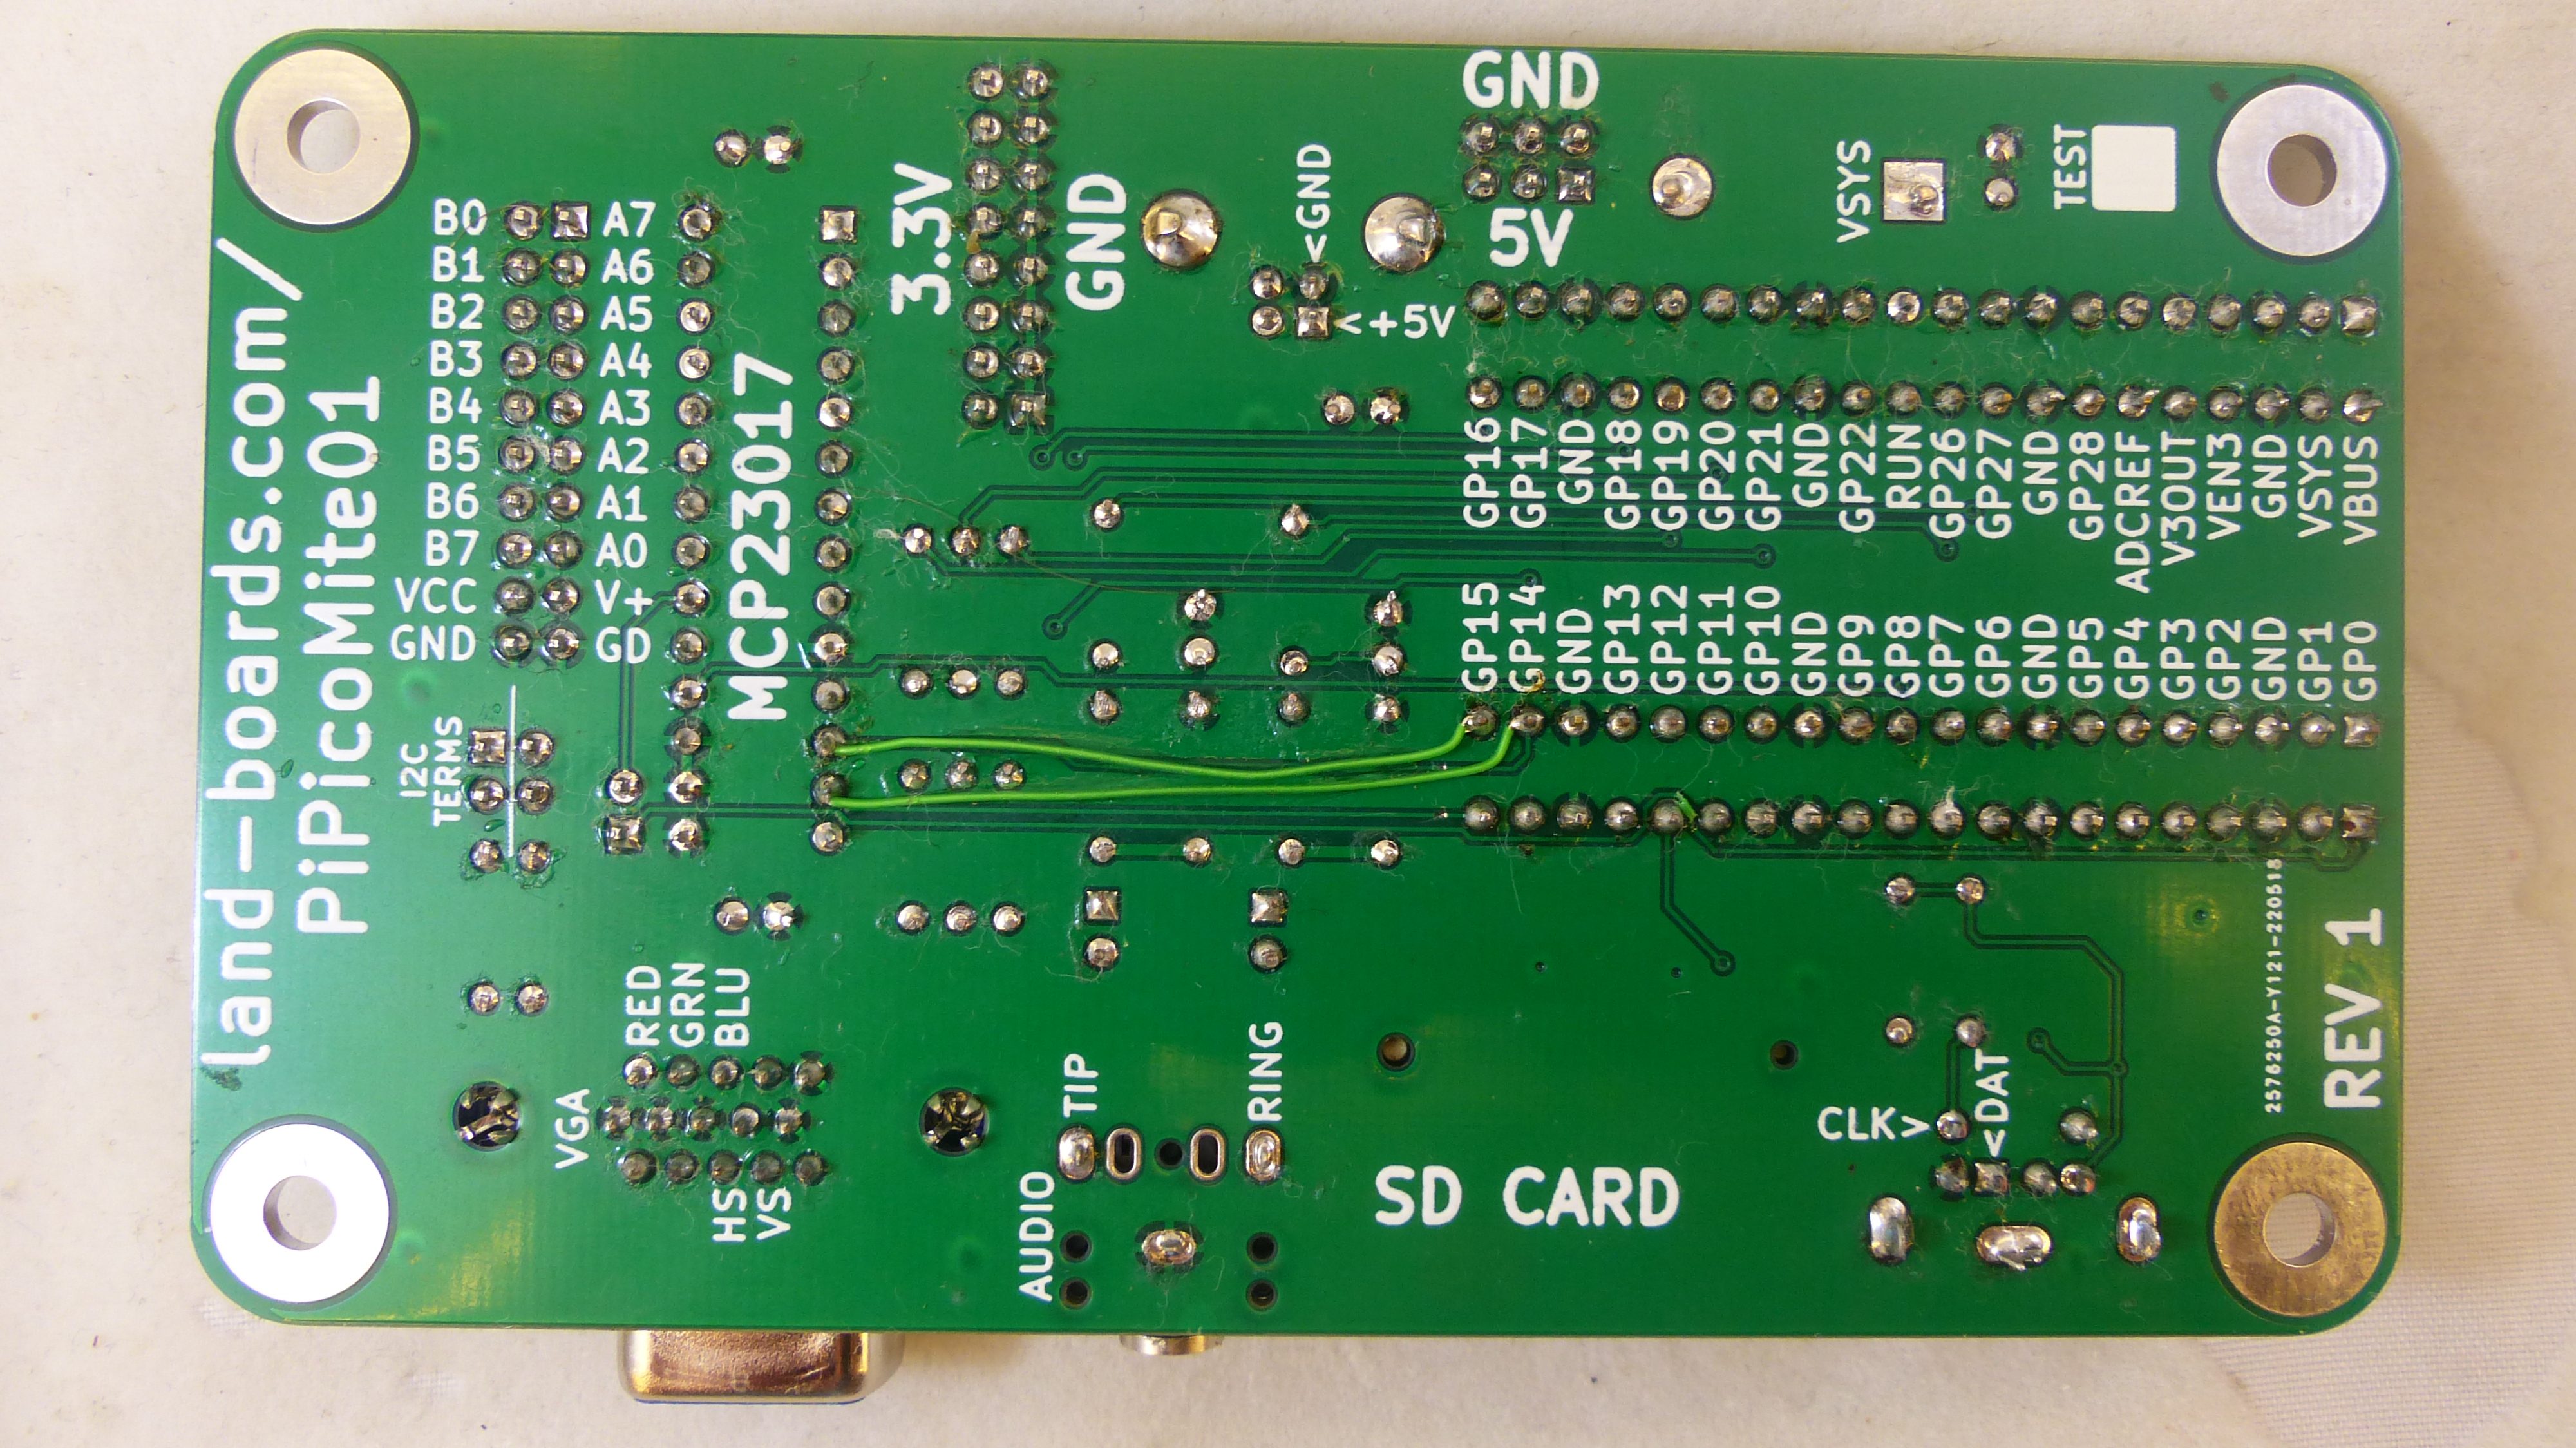 land-boards.com/
PiPicoMite01
B0 A7
B1 A6
B2 A5
B3 A4
B4 A3
B5 A2
B6 A1
B7 A0
VCC V+
GND GD
I2C
TERMS
MCP23017
3.3V
GND
<GND
<+5V
GND
5V
VSYS
TEST
GP16
GP17
GND
GP18
GP19
GP20
GP21
GND
GP22
RUN
GP26
GP27
GND
GP28
ADCREF
V3OUT
VEN3
GND
VSYS
VBUS
GP15
GP14
GND
GP13
GP12
GP11
GP10
GND
GP9
GP8
GP7
GP6
GND
GP5
GP4
GP3
GP2
GND
GP1
GP0
VGA
RED
GRN
BLU
HS
VS
AUDIO
TIP
RING
SD CARD
CLK>
<DAT
2576250A-Y121-220518
REV 1